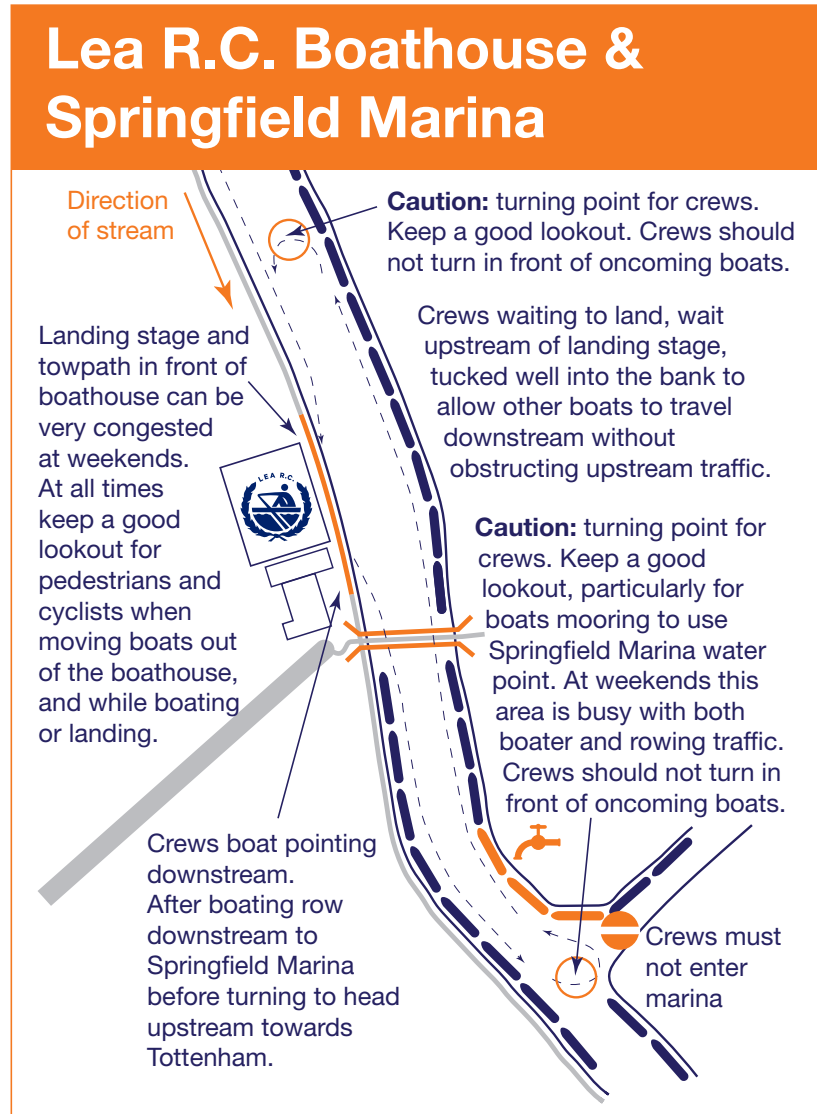 Lea R.C. Boathouse &
Springfield Marina
Direction
of stream
Caution: turning point for crews.
Keep a good lookout. Crews should
not turn in front of oncoming boats.
Landing stage and
towpath in front of
boathouse can be
very congested
at weekends.
At all times
keep a good
lookout for
pedestrians and
cyclists when
moving boats out
of the boathouse,
and while boating
or landing.
Crews waiting to land, wait
upstream of landing stage,
tucked well into the bank to
allow other boats to travel
downstream without
obstructing upstream traffic.
LEA R.C.
Caution: turning point for
crews. Keep a good
lookout, particularly for
boats mooring to use
Springfield Marina water
point. At weekends this
area is busy with both
boater and rowing traffic.
Crews should not turn in
front of oncoming boats.
Crews boat pointing
downstream.
After boating row
downstream to
Springfield Marina
before turning to head
upstream towards
Tottenham.
Crews must
not enter
marina